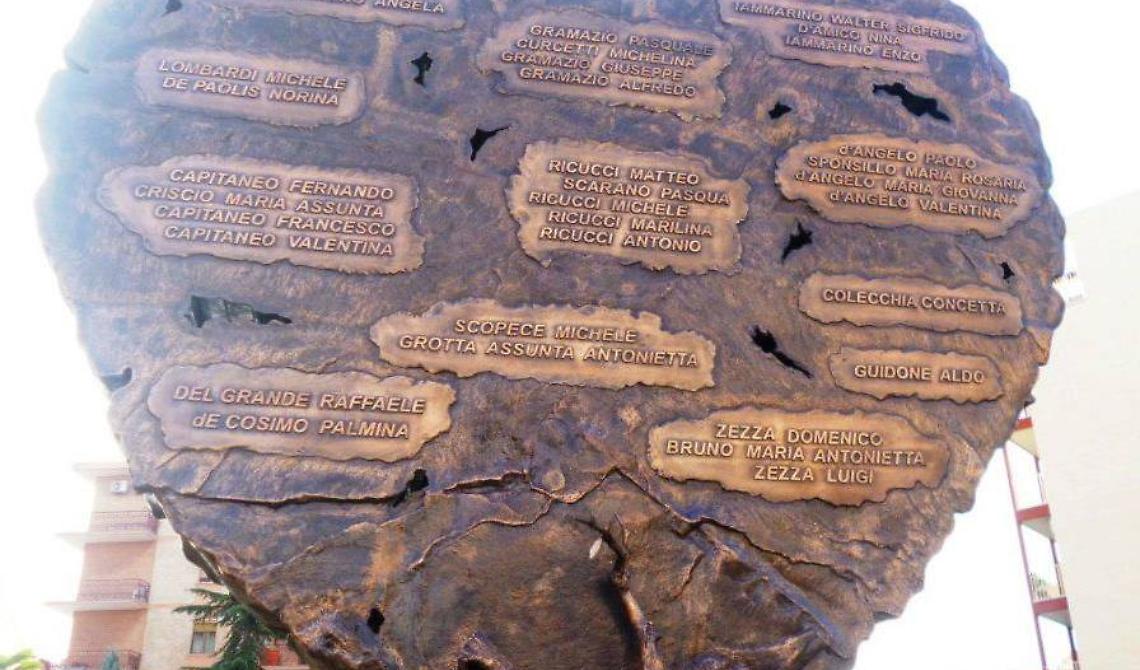 ANGELA
LOMBARDI MICHELE
DE PAOLIS NORINA
GRAMAZIO PASQUALE
CURCETTI MICHELINA
GRAMAZIO GIUSEPPE
GRAMAZIO ALFREDO
IAMMARINO WALTER SIGFRIDO
D'AMICO NINA
IAMMARINO ENZO
CAPITANEO FERNANDO
CRISCIO MARIA ASSUNTA
CAPITANEO FRANCESCO
CAPITANEO VALENTINA
RICUCCI MATTEO
SCARANO PASQUA
RICUCCI MICHELE
RICUCCI MARILINA
RICUCCI ANTONIO
d'ANGELO PAOLO
SPONSILLO MARIA ROSARIA
d'ANGELO MARIA GIOVANNA
d'ANGELO VALENTINA
COLECCHIA CONCETTA
SCOPECE MICHELE
GROTTA ASSUNTA ANTONIETTA
GUIDONE ALDO
DEL GRANDE RAFFAELE
dE COSIMO PALMINA
ZEZZA DOMENICO
BRUNO MARIA ANTONIETTA
ZEZZA LUIGI